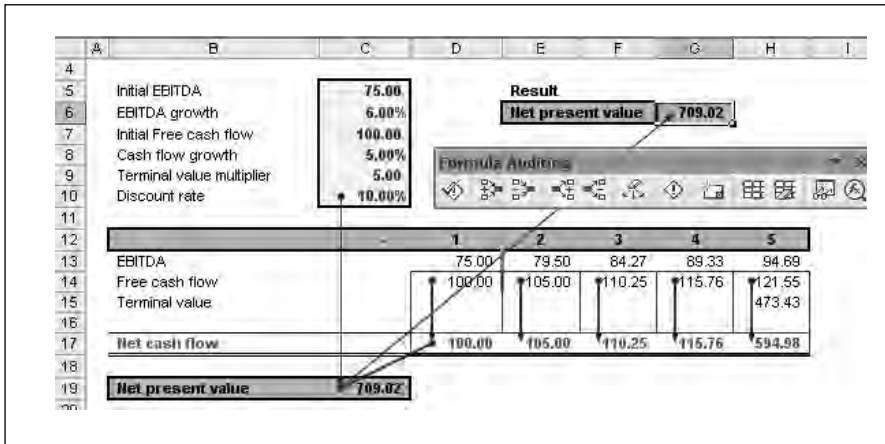 A B C D E F G H I
4
5 Initial EBITDA 75.00 Result
6 EBITDA growth 6.00% Net present value 709.02
7 Initial Free cash flow 100.00
8 Cash flow growth 5.00% Formula Auditing
9 Terminal value multiplier 5.00
10 Discount rate 10.00%
11
12 - 1 2 3 4 5
13 EBITDA 75.00 79.50 84.27 89.33 94.69
14 Free cash flow 100.00 105.00 110.25 115.76 121.55
15 Terminal value 473.43
16
17 Net cash flow 100.00 105.00 110.25 115.76 594.98
18
19 Net present value 709.02